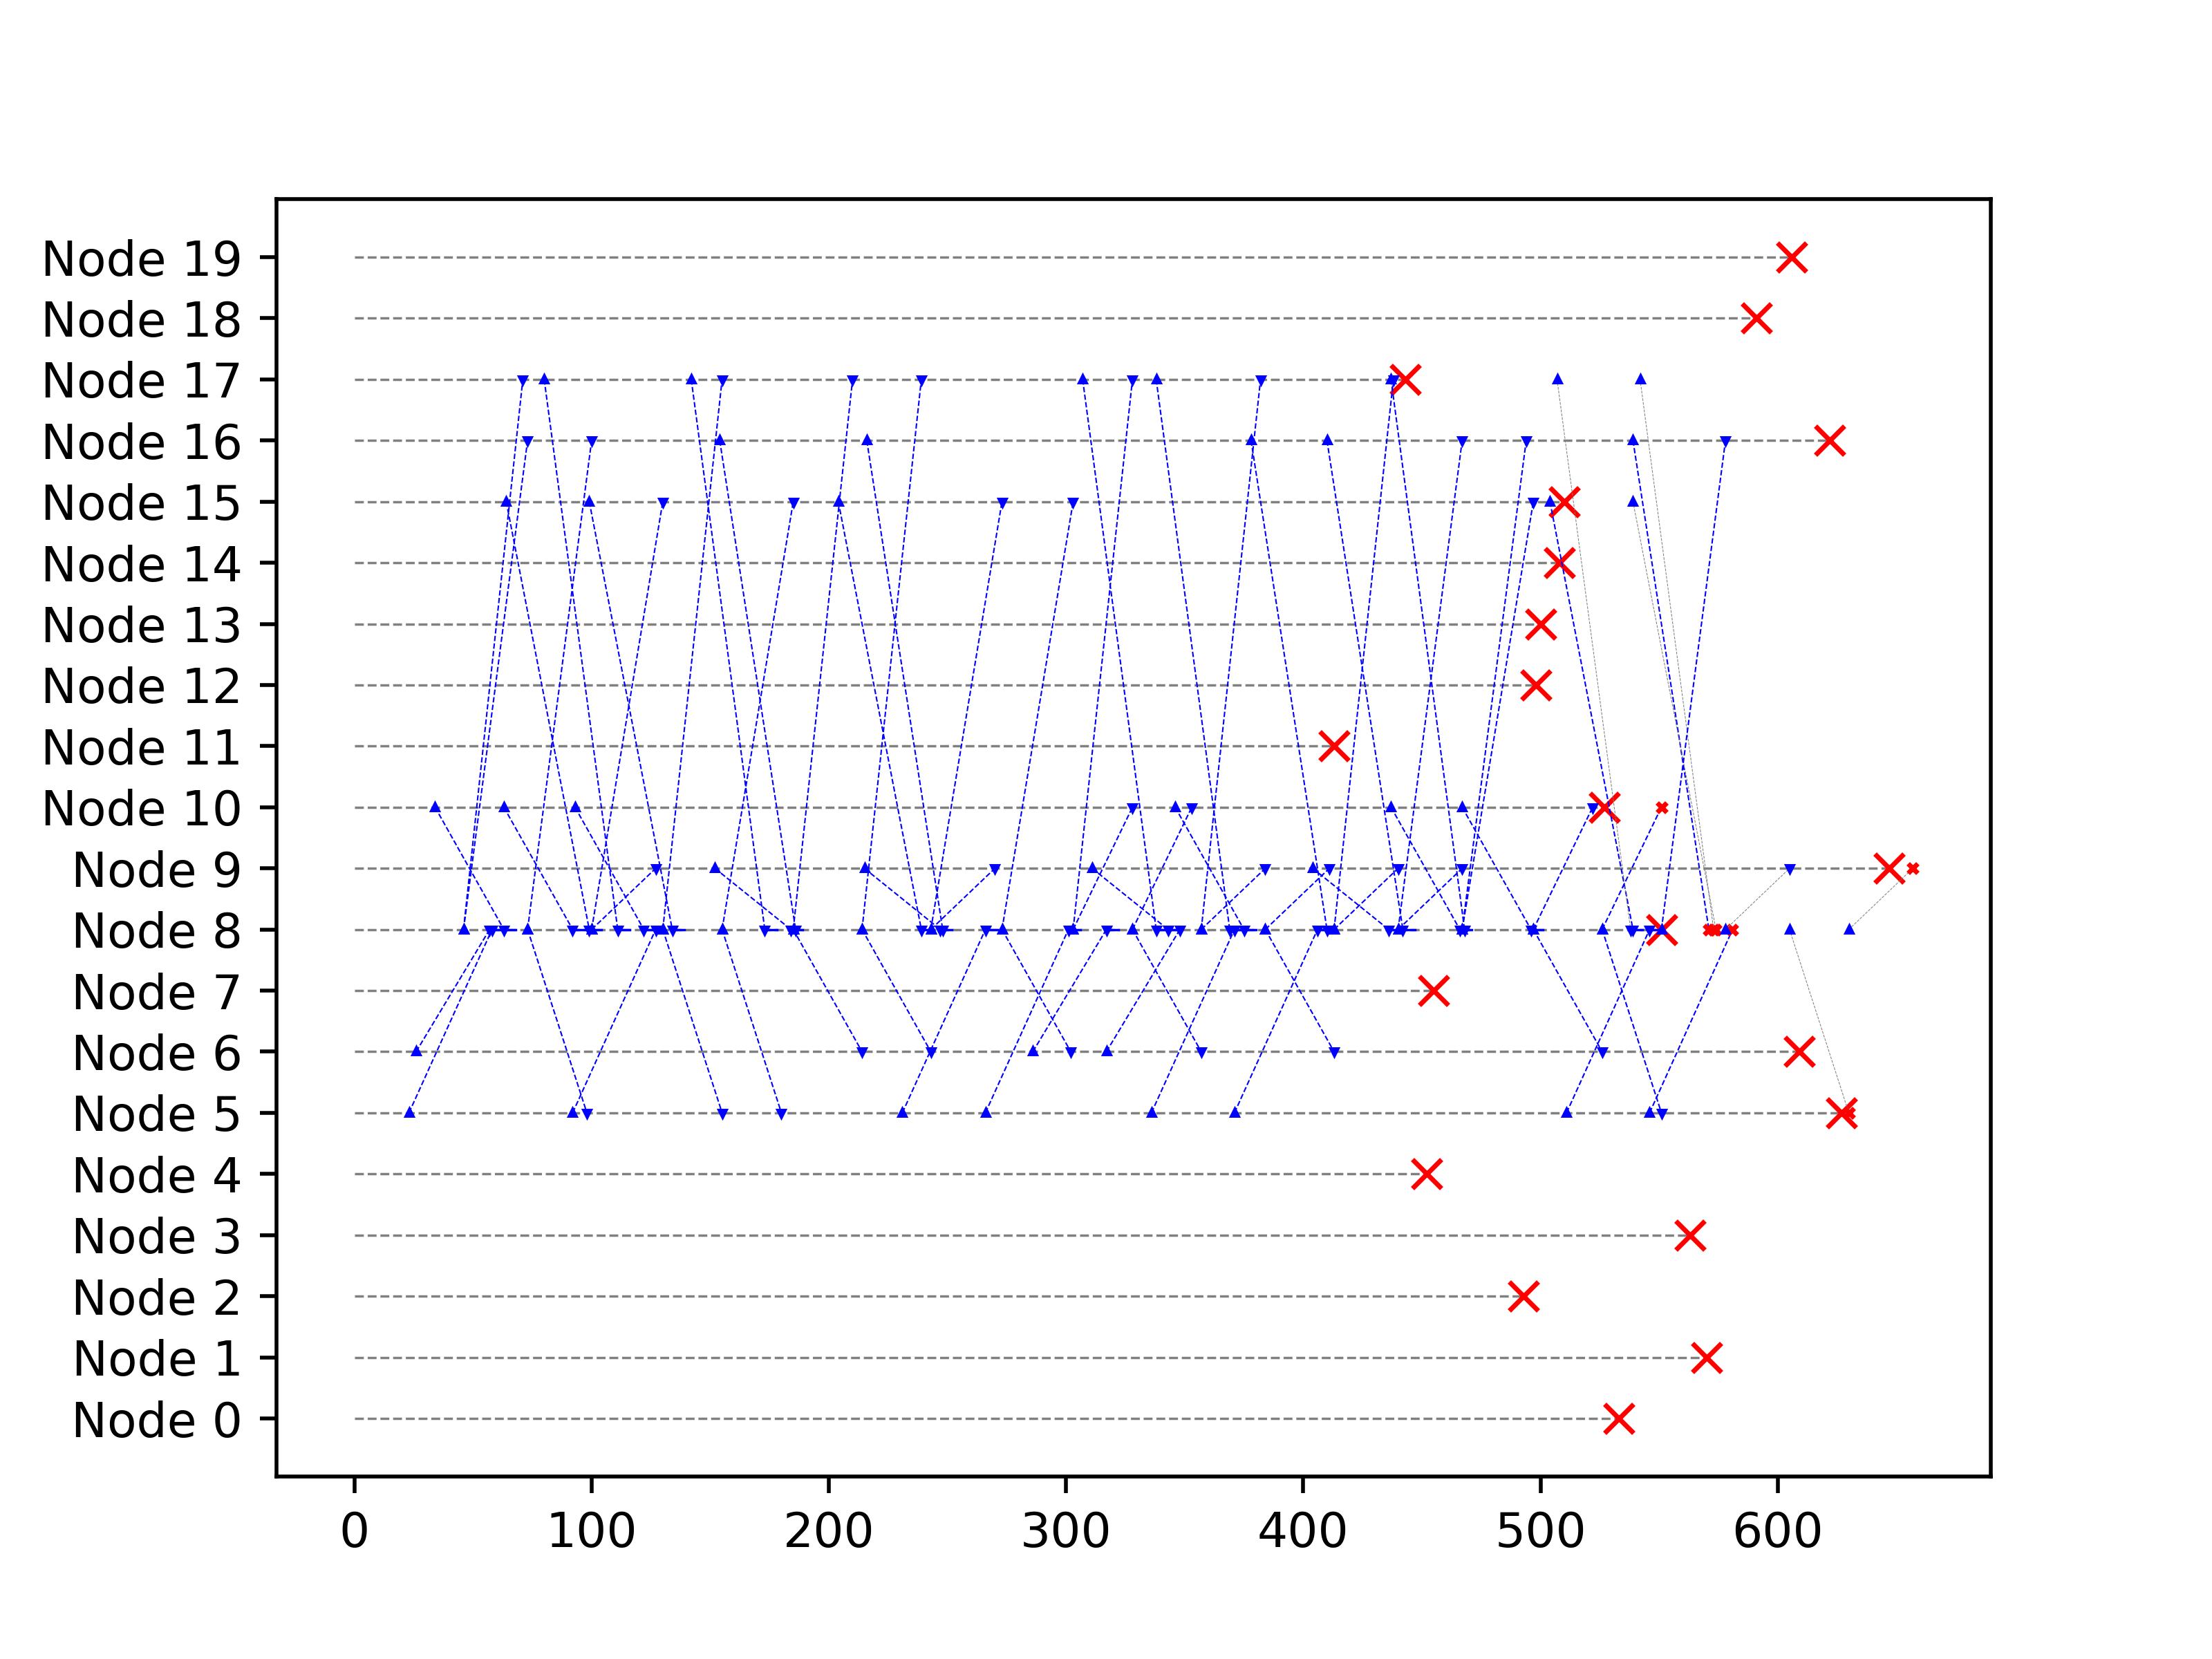 Node 19
Node 18
Node 17
Node 16
Node 15
Node 14
Node 13
Node 12
Node 11
Node 10
Node 9
Node 8
Node 7
Node 6
Node 5
Node 4
Node 3
Node 2
Node 1
Node 0
0 100 200 300 400 500 600